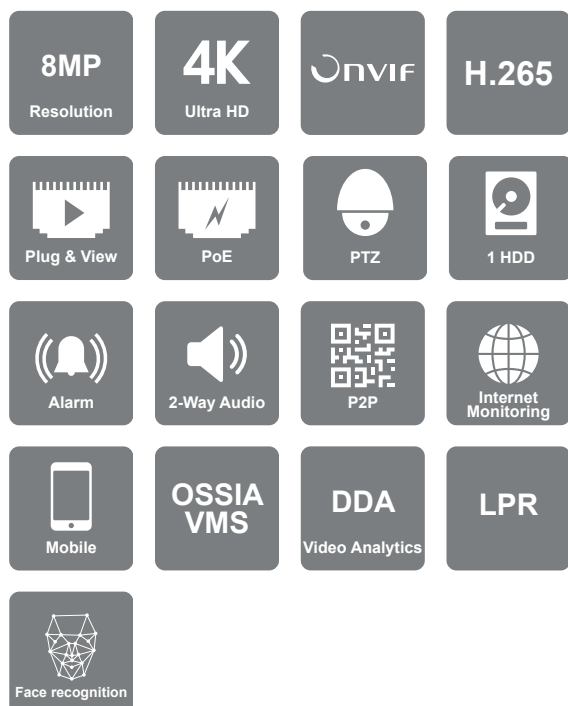 8MP
Resolution
4K
Ultra HD
ONVIF
H.265
Plug & View
PoE
PTZ
1 HDD
Alarm
2-Way Audio
P2P
Internet
Monitoring
Mobile
OSSIA
VMS
DDA
Video Analytics
LPR
Face recognition